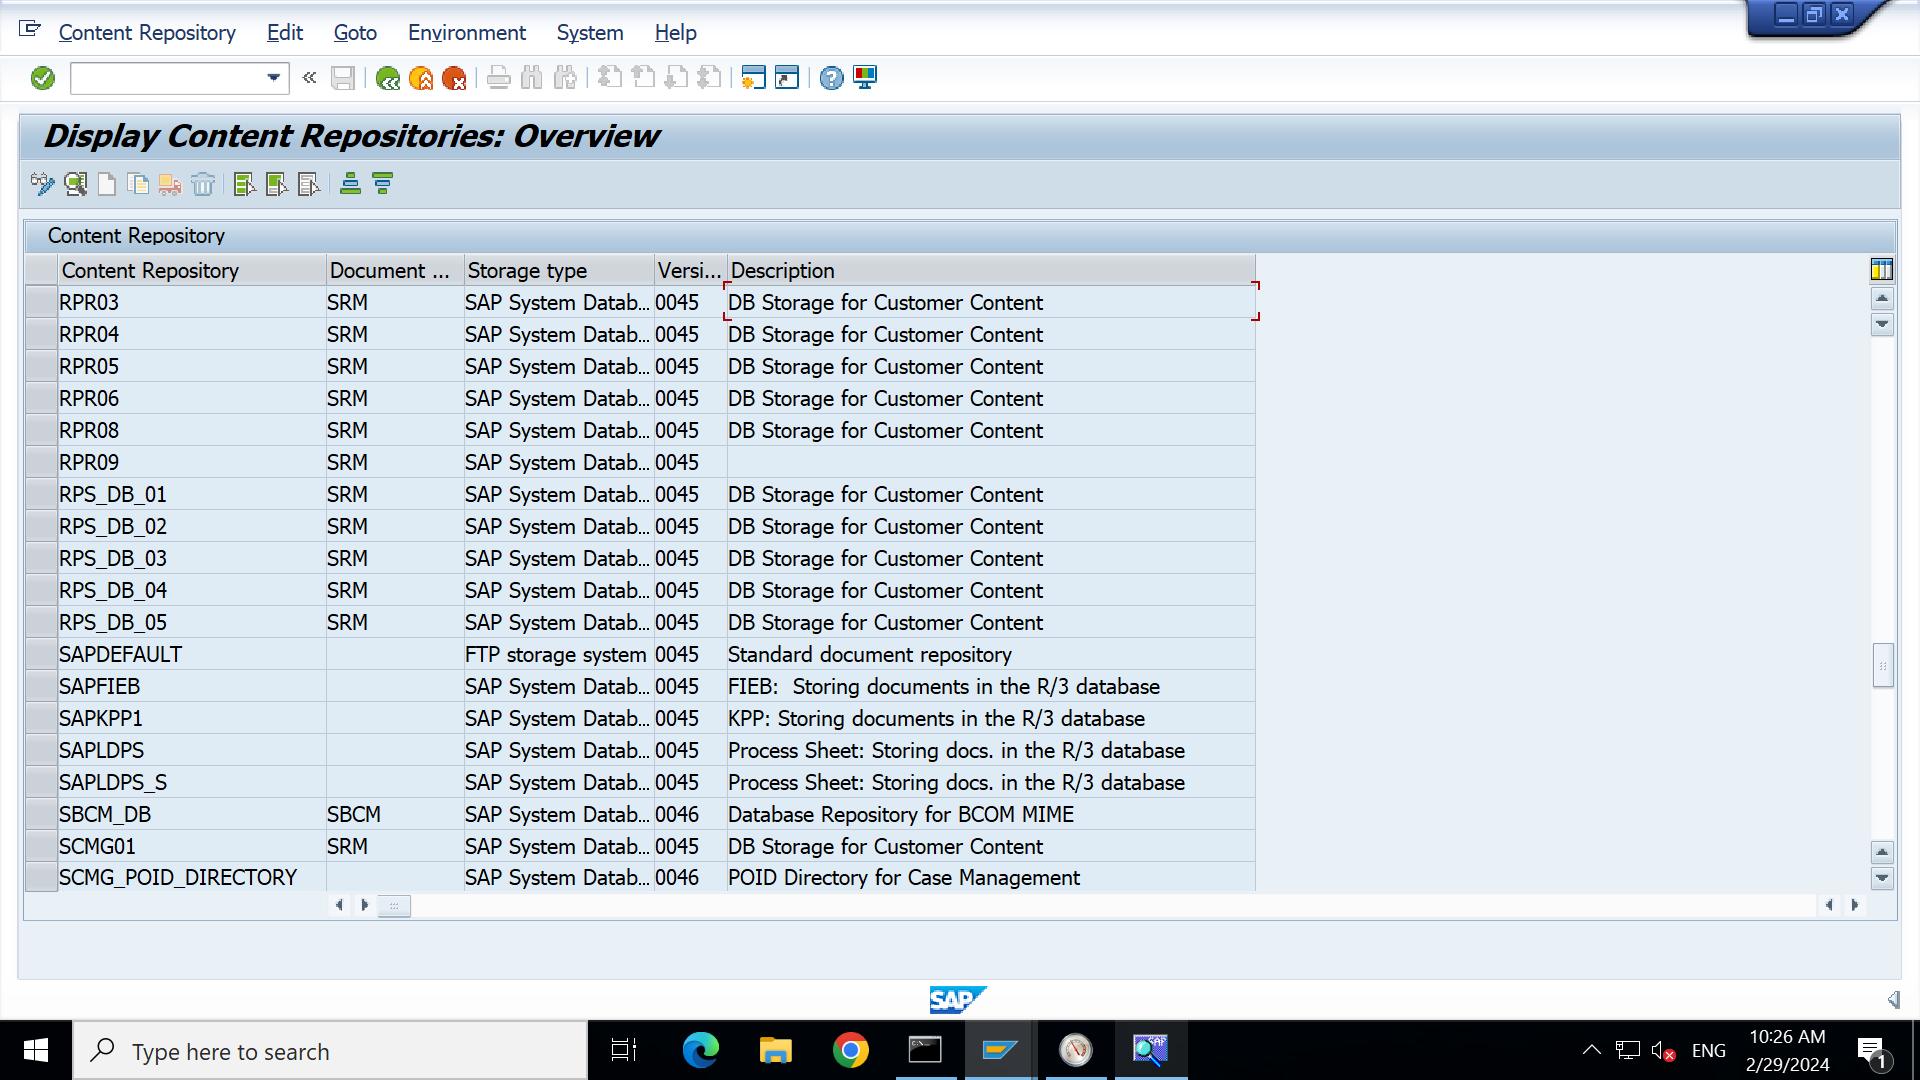 Content Repository Edit Goto Environment System Help
Display Content Repositories: Overview
Content Repository
Content Repository Document ... Storage type Versi... Description
RPR03 SRM SAP System Datab... 0045 DB Storage for Customer Content
RPR04 SRM SAP System Datab... 0045 DB Storage for Customer Content
RPR05 SRM SAP System Datab... 0045 DB Storage for Customer Content
RPR06 SRM SAP System Datab... 0045 DB Storage for Customer Content
RPR08 SRM SAP System Datab... 0045 DB Storage for Customer Content
RPR09 SRM SAP System Datab... 0045
RPS_DB_01 SRM SAP System Datab... 0045 DB Storage for Customer Content
RPS_DB_02 SRM SAP System Datab... 0045 DB Storage for Customer Content
RPS_DB_03 SRM SAP System Datab... 0045 DB Storage for Customer Content
RPS_DB_04 SRM SAP System Datab... 0045 DB Storage for Customer Content
RPS_DB_05 SRM SAP System Datab... 0045 DB Storage for Customer Content
SAPDEFAULT FTP storage system 0045 Standard document repository
SAPFIEB SAP System Datab... 0045 FIEB:  Storing documents in the R/3 database
SAPKPP1 SAP System Datab... 0045 KPP: Storing documents in the R/3 database
SAPLDPS SAP System Datab... 0045 Process Sheet: Storing docs. in the R/3 database
SAPLDPS_S SAP System Datab... 0045 Process Sheet: Storing docs. in the R/3 database
SBCM_DB SBCM SAP System Datab... 0046 Database Repository for BCOM MIME
SCMG01 SRM SAP System Datab... 0045 DB Storage for Customer Content
SCMG_POID_DIRECTORY SAP System Datab... 0046 POID Directory for Case Management
SAP
Type here to search
ENG
10:26 AM
2/29/2024
1